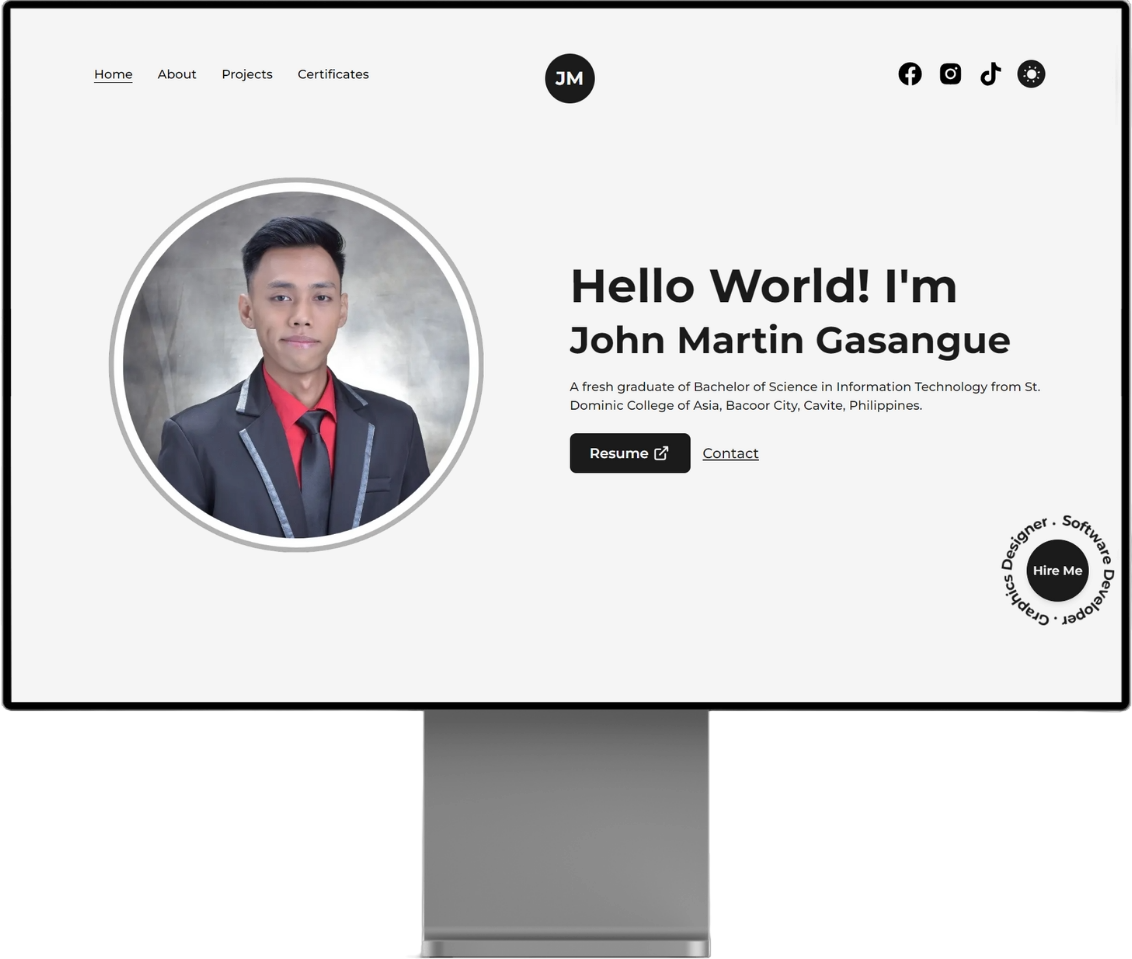 Home About Projects Certificates
JM
Hello World! I'm
John Martin Gasangue
A fresh graduate of Bachelor of Science in Information Technology from St.
Dominic College of Asia, Bacoor City, Cavite, Philippines.
Resume
Contact
Software Developer . Graphics Designer .
Hire Me